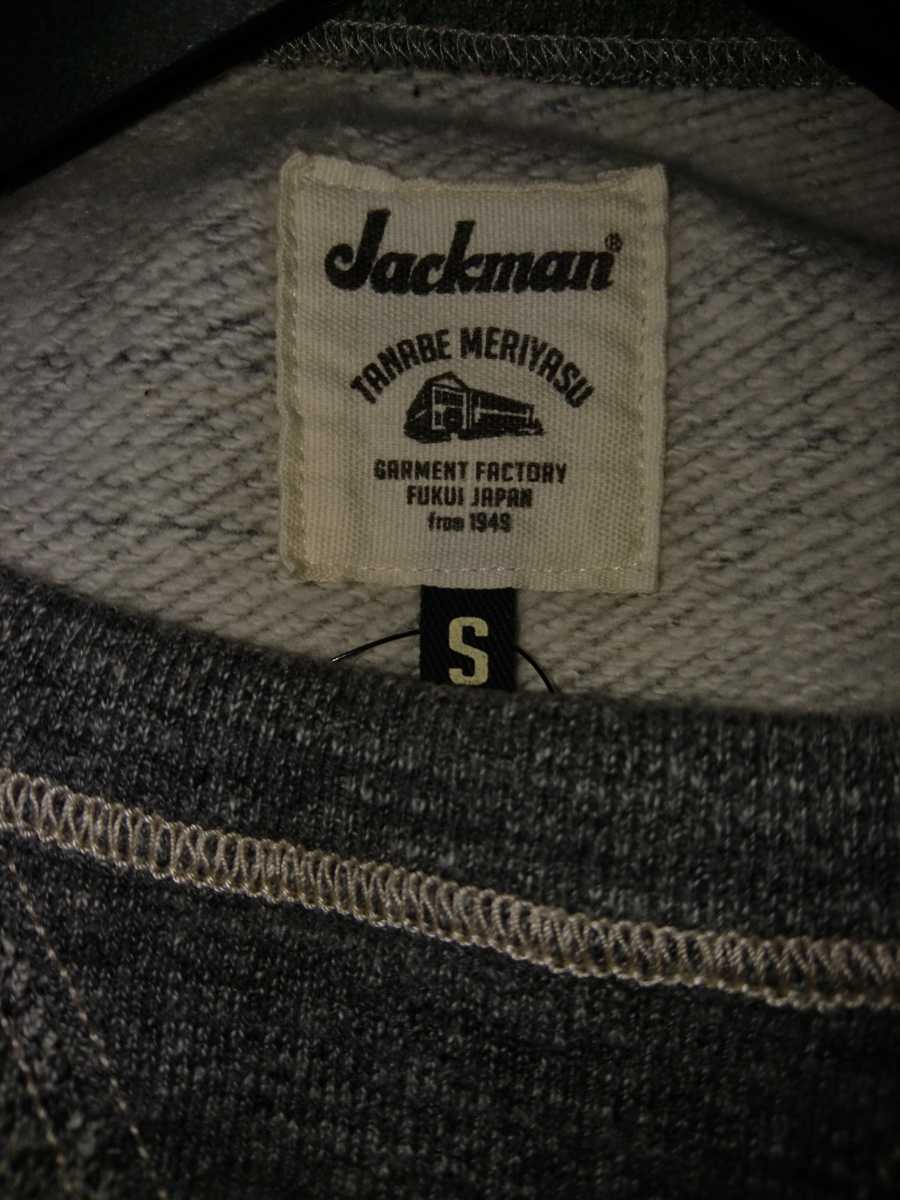 Jackman®
TANABE MERIYASU
GARMENT FACTORY
FUKUI JAPAN
from 1949
S